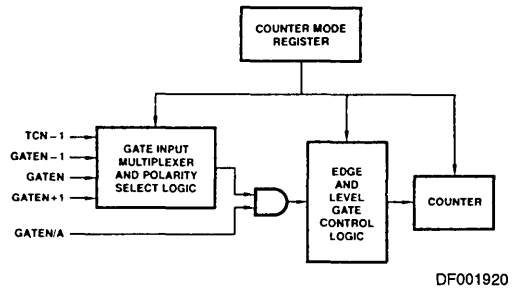 COUNTER MODE
REGISTER
TCN-1
GATEN-1
GATEN
GATEN+1
GATE INPUT
MULTIPLEXER
AND POLARITY
SELECT LOGIC
GATEN/A
EDGE
AND
LEVEL
GATE
CONTROL
LOGIC
COUNTER
DF001920